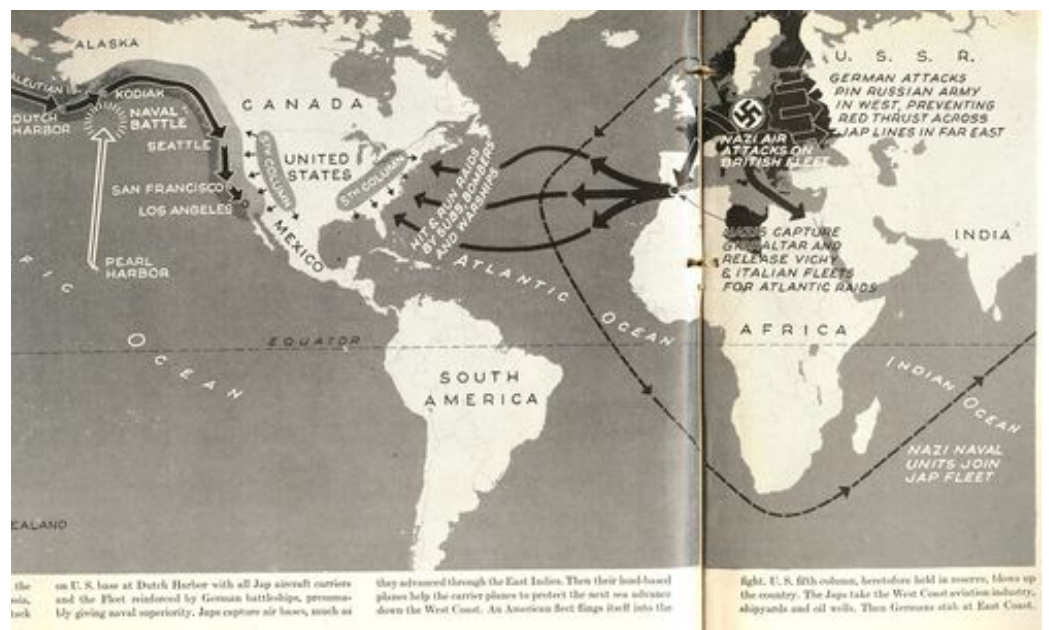 ALASKA
ALEUTIAN IS.
KODIAK
DUTCH
HARBOR
NAVAL
BATTLE
SEATTLE
SAN FRANCISCO
LOS ANGELES
PEARL
HARBOR
CANADA
UNITED
STATES
5TH COLUMN
5TH COLUMN
MEXICO
HIT & RUN RAIDS
BY SUBS, BOMBERS
AND WARSHIPS
ATLANTIC
OCEAN
FIC
OCEAN
EQUATOR
SOUTH
AMERICA
EALAND
U. S. S. R.
GERMAN ATTACKS
PIN RUSSIAN ARMY
IN WEST, PREVENTING
RED THRUST ACROSS
JAP LINES IN FAR EAST
NAZI AIR
ATTACKS ON
BRITISH FLEET
NAZIS CAPTURE
GIBRALTAR AND
RELEASE VICHY
& ITALIAN FLEETS
FOR ATLANTIC RAIDS
INDIA
AFRICA
INDIAN OCEAN
NAZI NAVAL
UNITS JOIN
JAP FLEET
the
sia,
tack
on U. S. base at Dutch Harbor with all Jap aircraft carriers
and the Fleet reinforced by German battleships, presuma-
bly giving naval superiority. Japs capture air bases, much as
they advanced through the East Indies. Then their land-based
planes help the carrier planes to protect the next sea advance
down the West Coast. An American fleet flings itself into the
fight. U. S. fifth column, heretofore held in reserve, blows up
the country. The Japs take the West Coast aviation industry,
shipyards and oil wells. Then Germans stab at East Coast.